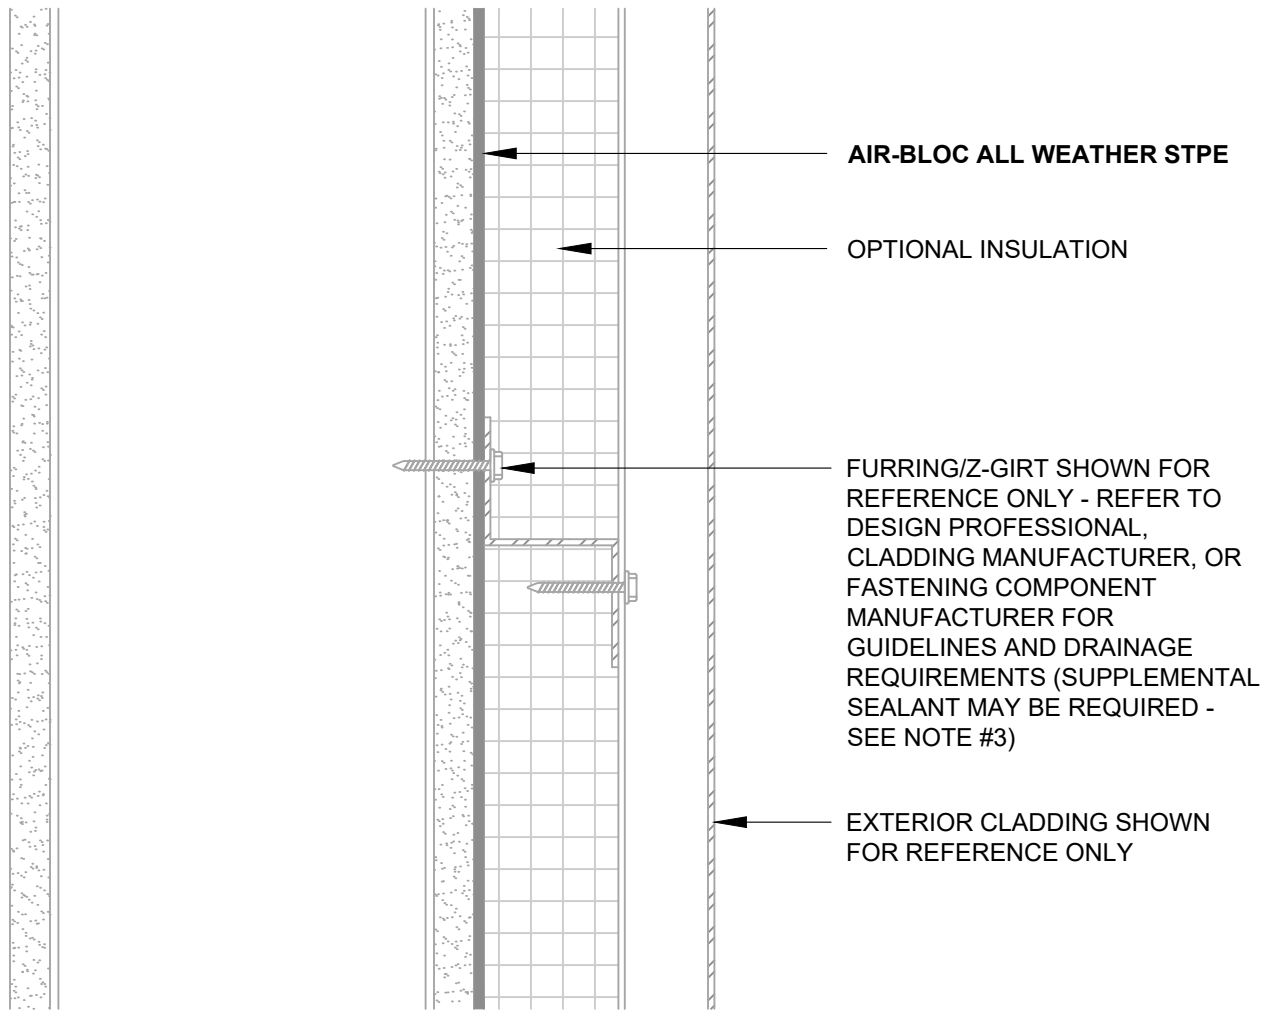 AIR-BLOC ALL WEATHER STPE
OPTIONAL INSULATION
FURRING/Z-GIRT SHOWN FOR
REFERENCE ONLY - REFER TO
DESIGN PROFESSIONAL,
CLADDING MANUFACTURER, OR
FASTENING COMPONENT
MANUFACTURER FOR
GUIDELINES AND DRAINAGE
REQUIREMENTS (SUPPLEMENTAL
SEALANT MAY BE REQUIRED -
SEE NOTE #3)
EXTERIOR CLADDING SHOWN
FOR REFERENCE ONLY